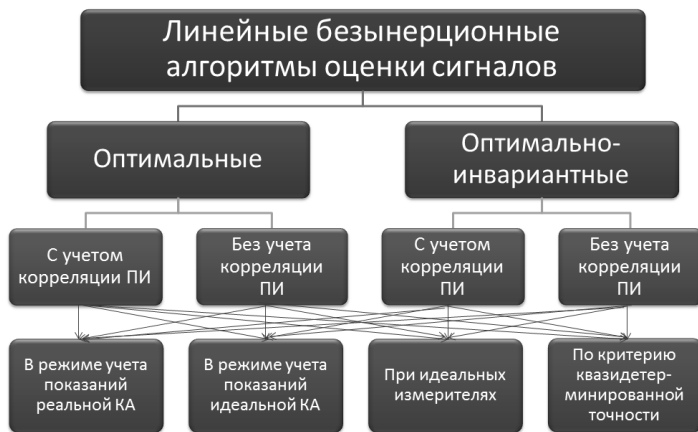 Линейные безынерционные
алгоритмы оценки сигналов
Оптимальные
Оптимально-
инвариантные
С учетом
корреляции ПИ
Без учета
корреляции
ПИ
С учетом
корреляции
ПИ
Без учета
корреляции
ПИ
В режиме учета
показаний
реальной КА
В режиме учета
показаний
идеальной КА
При идеальных
измерителях
По критерию
квазидетер-
минированной
точности